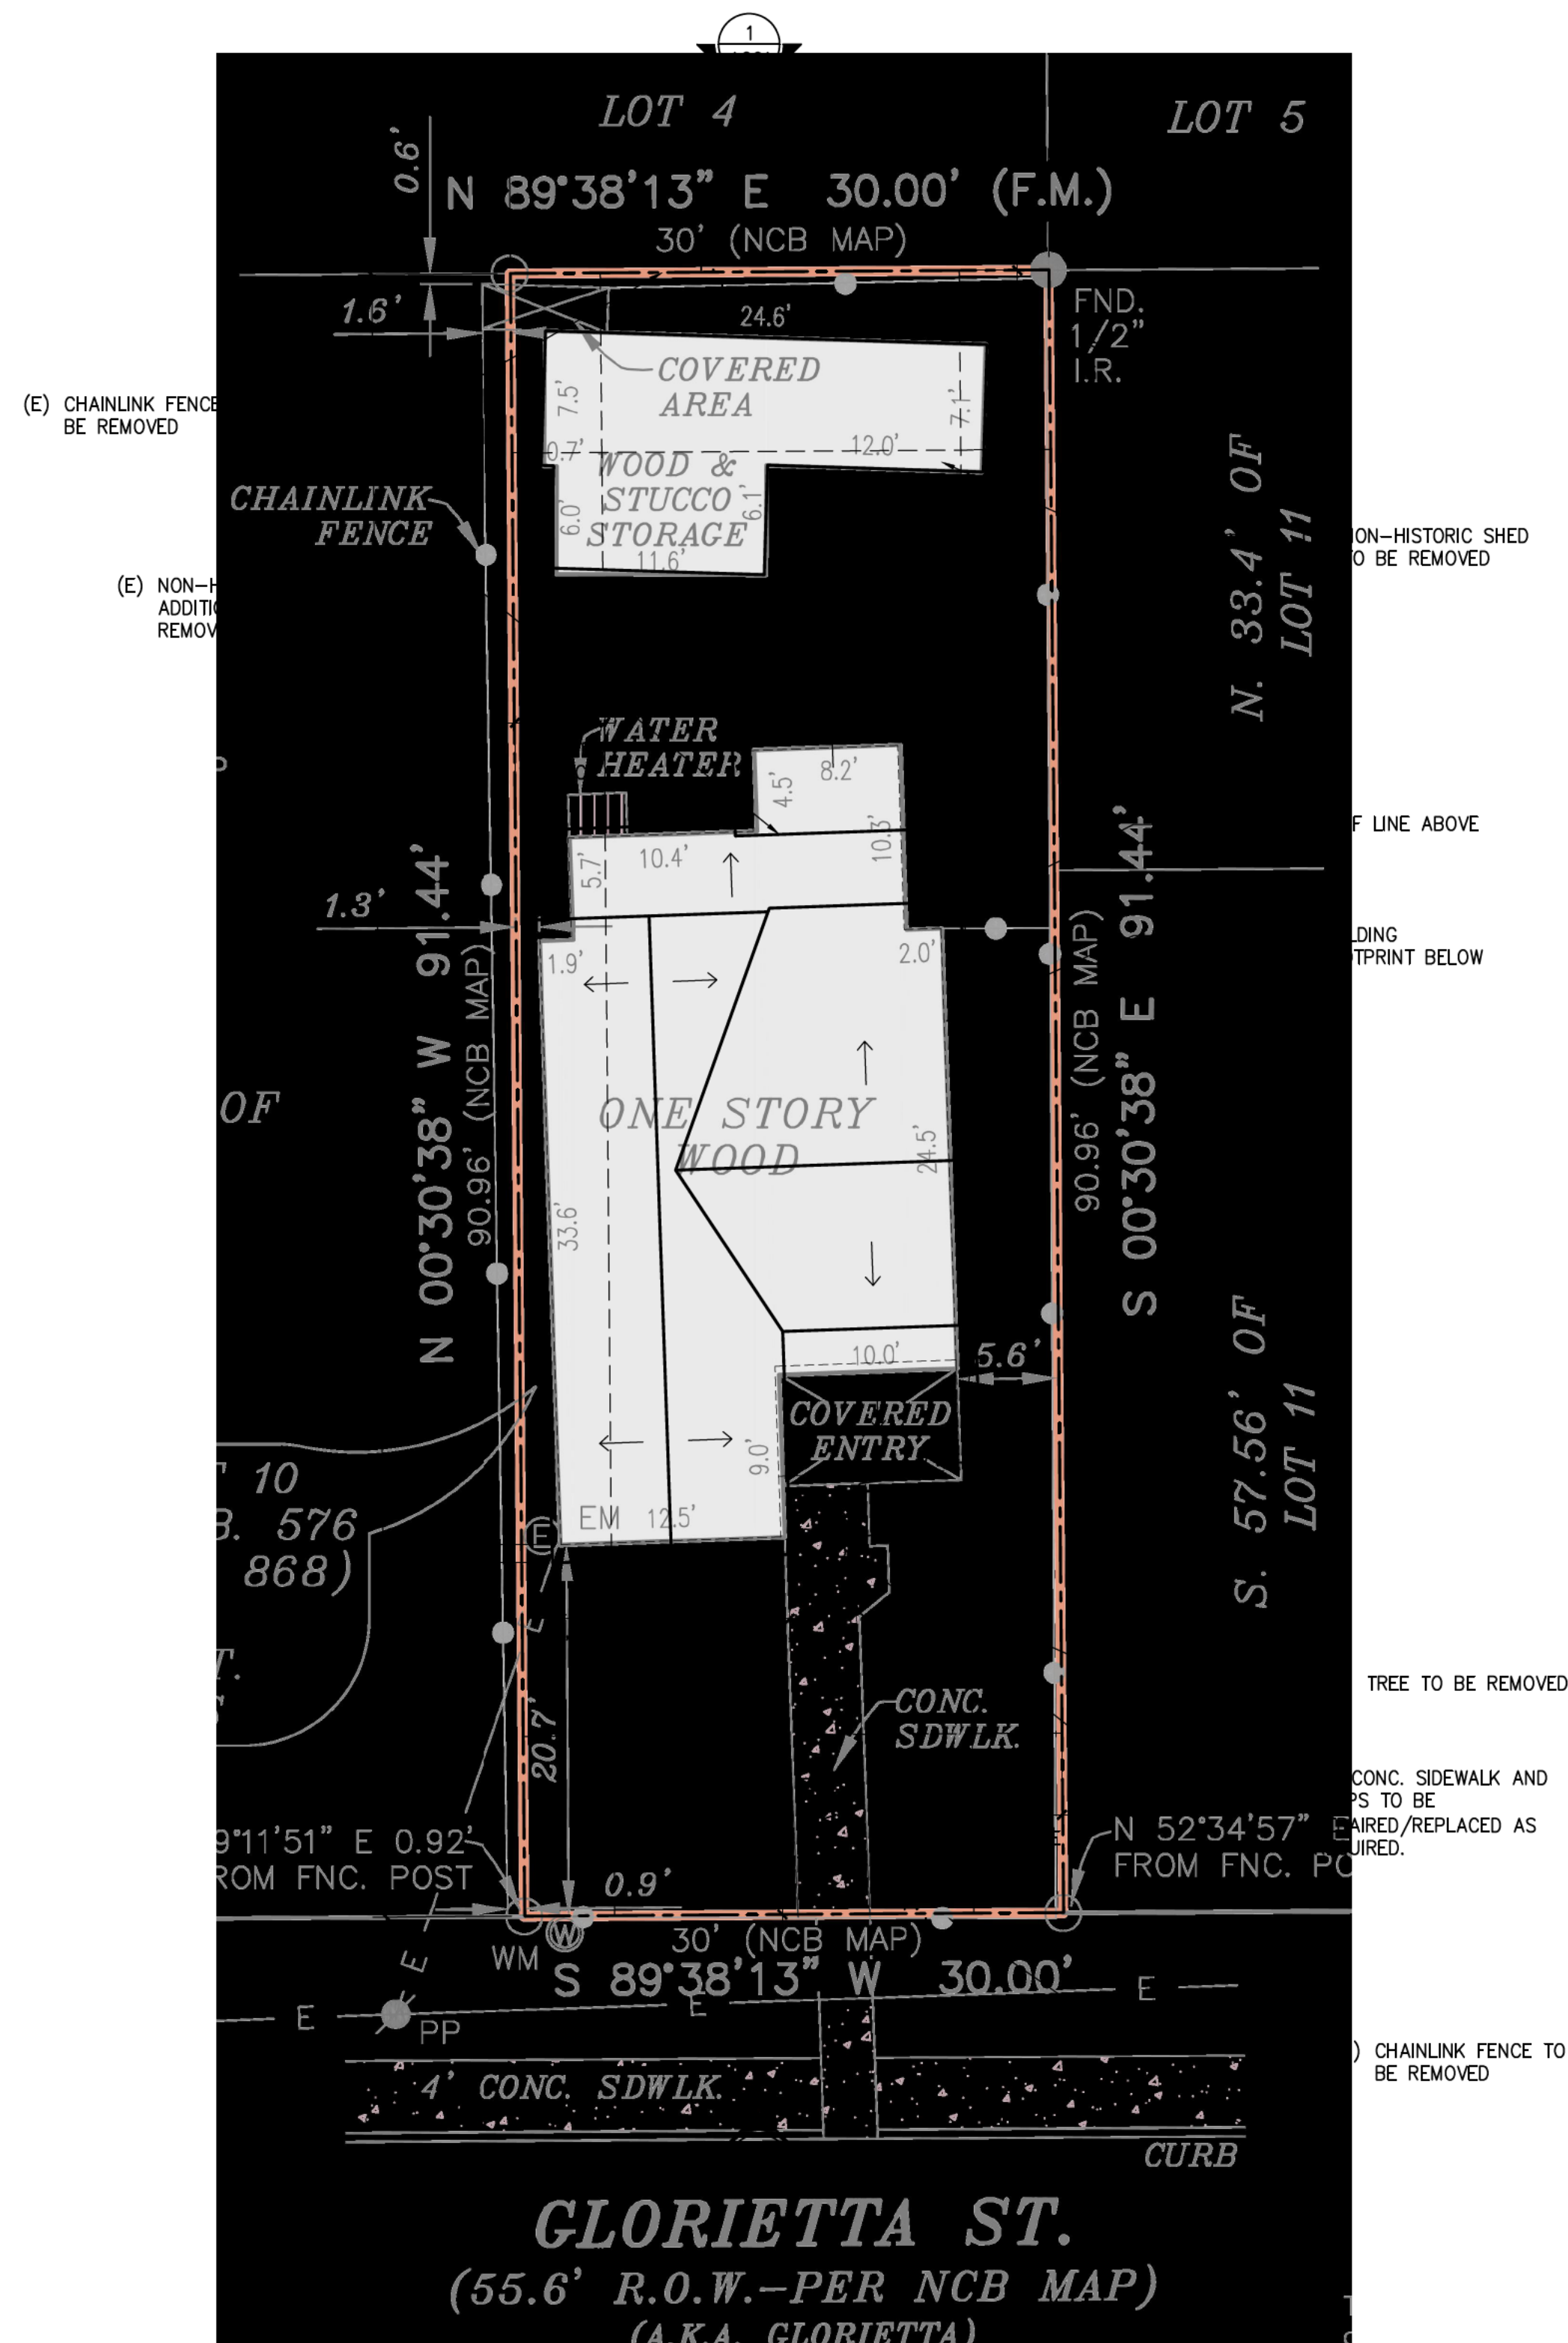 1
LOT 4
LOT 5
0.6'
N 89°38'13" E 30.00' (F.M.)
30' (NCB MAP)
1.6'
24.6'
FND.
1/2"
I.R.
COVERED
AREA
(E) CHAINLINK FENCE
BE REMOVED
7.5'
7.1'
0.7'
12.0'
WOOD &
STUCCO
STORAGE
CHAINLINK
FENCE
6.0'
6.1'
11.6'
N. 33.4' OF
LOT 11
ON-HISTORIC SHED
O BE REMOVED
(E) NON-H
ADDITI
REMOV
WATER
HEATER
8.2'
4.5'
10.3'
5.7'
10.4'
F LINE ABOVE
1.3'
1.9'
2.0'
LDING
TPRINT BELOW
N 00°30'38" W 91.44'
90.96' (NCB MAP)
90.96' (NCB MAP)
S 00°30'38" E 91.44'
OF
ONE STORY
WOOD
24.5'
33.6'
10.0'
5.6'
COVERED
ENTRY
9.0'
S. 57.56' OF
LOT 11
10
B. 576
868)
T.
E
EM 12.5'
E
20.7'
CONC.
SDWLK.
TREE TO BE REMOVED
CONC. SIDEWALK AND
PS TO BE
AIRED/REPLACED AS
UIRED.
9°11'51" E 0.92'
ROM FNC. POST
N 52°34'57"
FROM FNC. PO
0.9'
W
WM
30' (NCB MAP)
S 89°38'13" W 30.00'
E
E
E
E
PP
4' CONC. SDWLK.
) CHAINLINK FENCE TO
BE REMOVED
CURB
GLORIETTA ST.
(55.6' R.O.W.-PER NCB MAP)
(A.K.A. GLORIETTA)